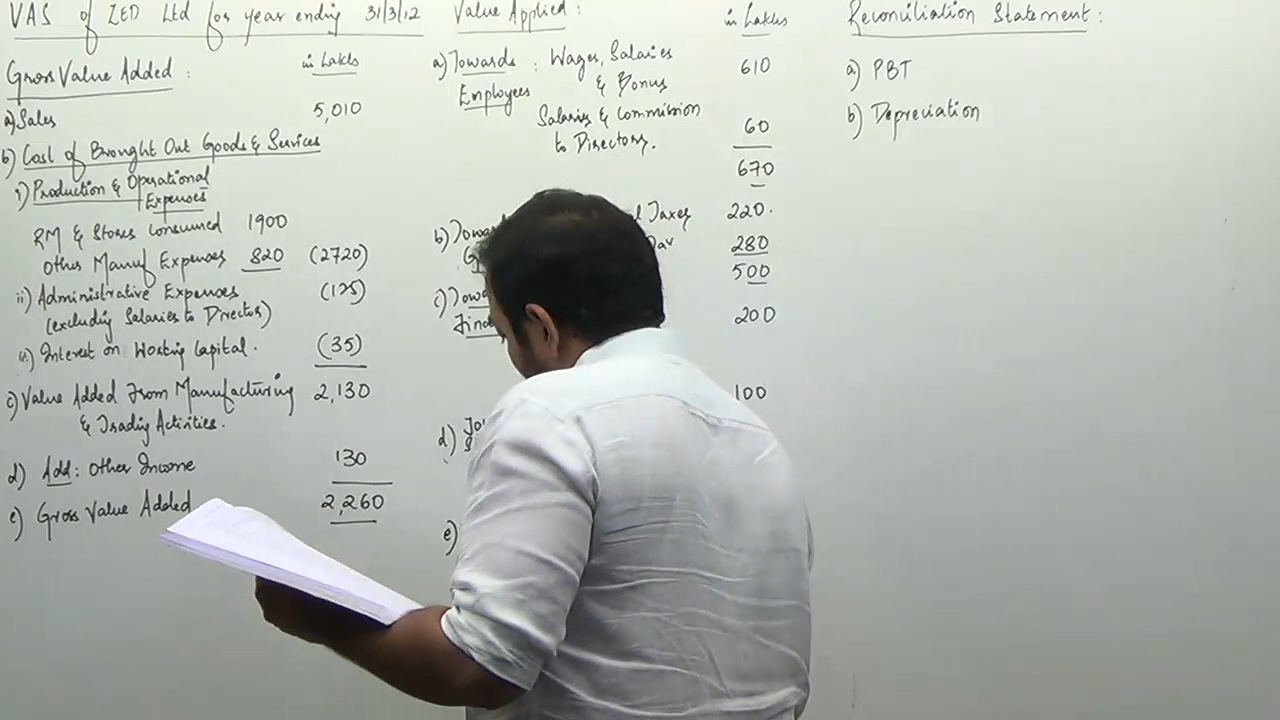 VAS of ZED Ltd for year ending 31/3/12
Gross Value Added : in Lakhs
a) Sales 5,010
b) Cost of Brought Out Goods & Services
i) Production & Operational
Expenses
RM & Stores Consumed 1900
Other Manuf Expenses 820 (2720)
ii) Administrative Expenses (125)
(excluding Salaries to Director)
iii) Interest on Working Capital. (35)
c) Value Added From Manufacturing 2,130
& Trading Activities.
d) Add: Other Income 130
e) Gross Value Added 2,260
Value Applied : in Lakhs
a) Towards : Wages, Salaries 610
Employees & Bonus
Salaries & Commission
to Directors. 60
670
b) Taxes 220.
280
500
c)
200
100
d)
e)
Reconciliation Statement :
a) PBT
b) Depreciation